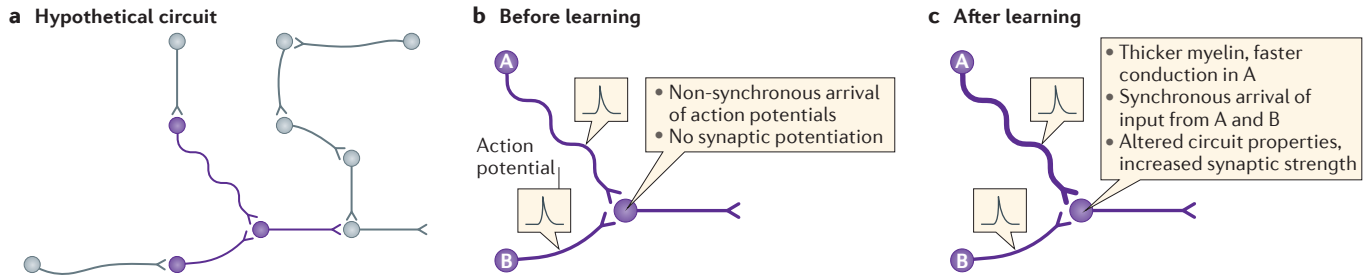 a Hypothetical circuit
b Before learning
A
• Non-synchronous arrival
of action potentials
• No synaptic potentiation
Action
potential
B
c After learning
A
• Thicker myelin, faster
conduction in A
• Synchronous arrival of
input from A and B
• Altered circuit properties,
increased synaptic strength
B